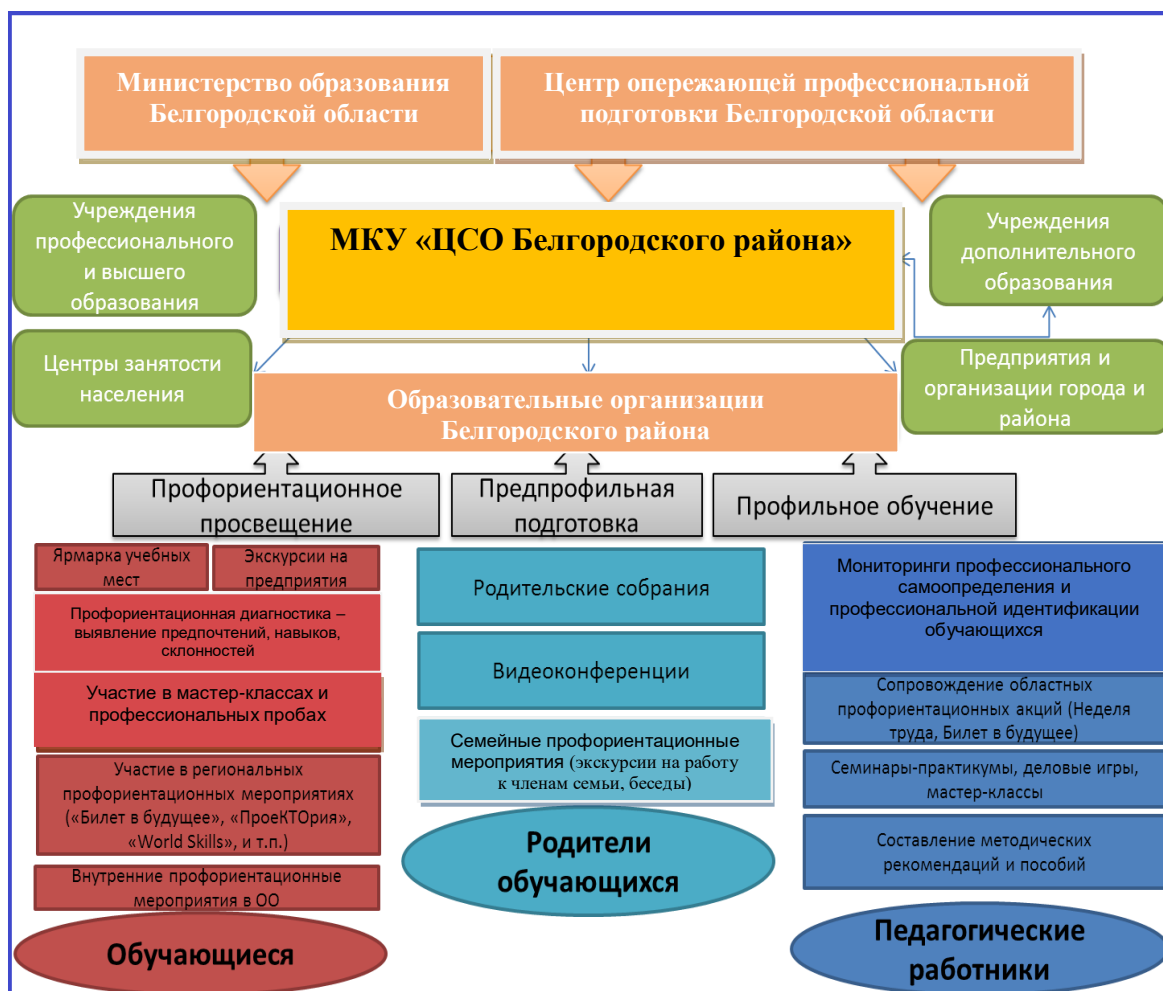 Министерство образования
Белгородской области
Центр опережающей профессиональной
подготовки Белгородской области
Учреждения
профессионального
и высшего
образования
МКУ «ЦСО Белгородского района»
Учреждения
дополнительного
образования
Центры занятости
населения
Предприятия и
организации города и
района
Образовательные организации
Белгородского района
Профориентационное
просвещение
Предпрофильная
подготовка
Профильное обучение
Ярмарка учебных
мест
Экскурсии на
предприятия
Профориентационная диагностика –
выявление предпочтений, навыков,
склонностей
Участие в мастер-классах и
профессиональных пробах
Участие в региональных
профориентационных мероприятиях
(«Билет в будущее», «ПроеКТОрия»,
«World Skills», и т.п.)
Внутренние профориентационные
мероприятия в ОО
Обучающиеся
Родительские собрания
Видеоконференции
Семейные профориентационные
мероприятия (экскурсии на работу
к членам семьи, беседы)
Родители
обучающихся
Мониторинги профессионального
самоопределения и
профессиональной идентификации
обучающихся
Сопровождение областных
профориентационных акций (Неделя
труда, Билет в будущее)
Семинары-практикумы, деловые игры,
мастер-классы
Составление методических
рекомендаций и пособий
Педагогические
работники